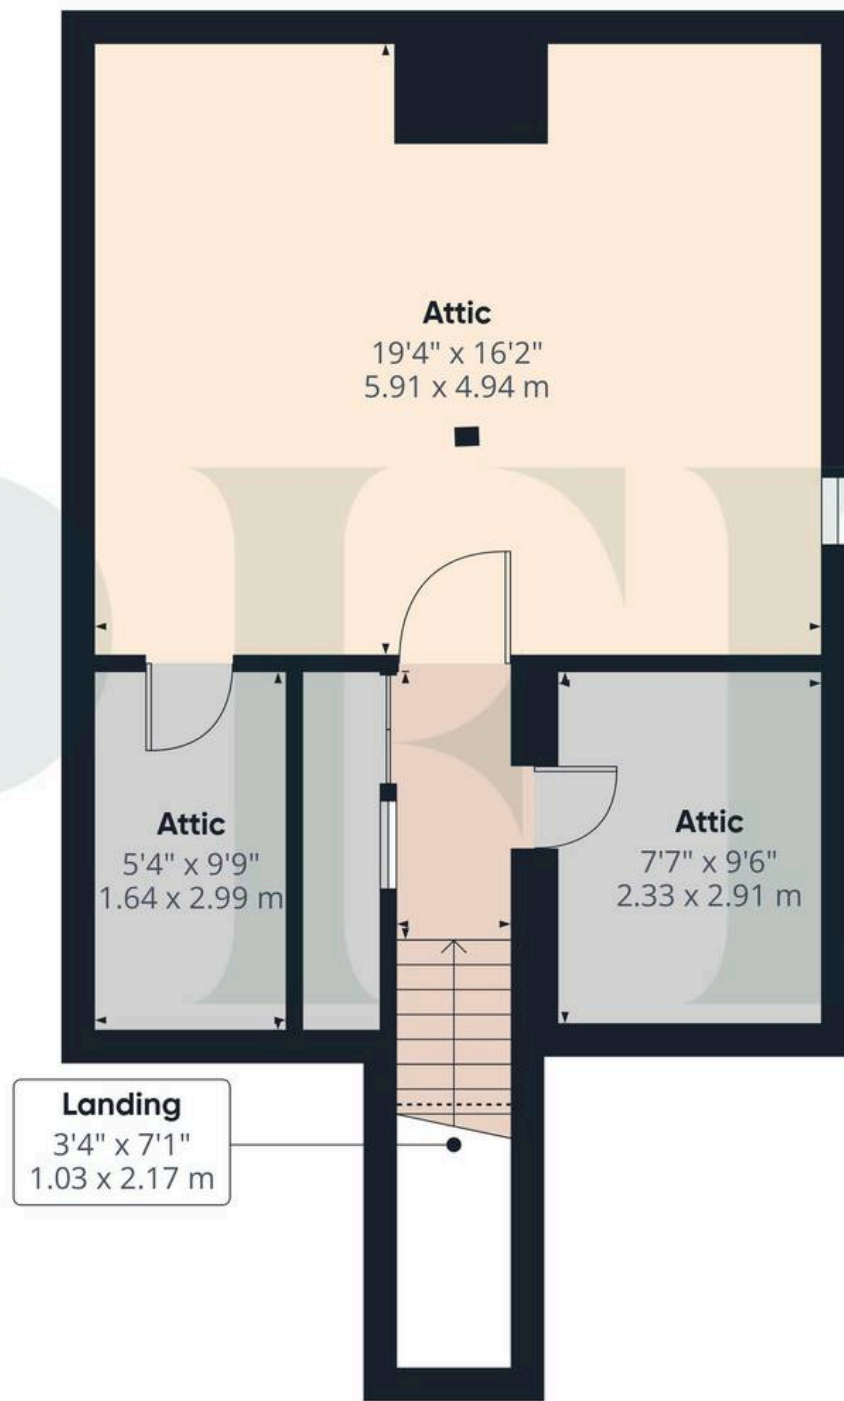 Attic
19'4" x 16'2"
5.91 x 4.94 m
Attic
5'4" x 9'9"
1.64 x 2.99 m
Attic
7'7" x 9'6"
2.33 x 2.91 m
Landing
3'4" x 7'1"
1.03 x 2.17 m